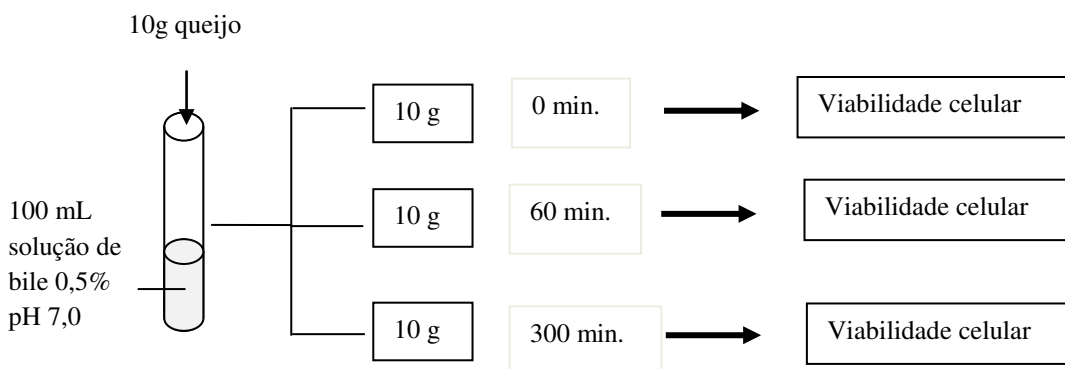 10g queijo
100 mL
solução de
bile 0,5%
pH 7,0
10 g
0 min.
Viabilidade celular
10 g
60 min.
Viabilidade celular
10 g
300 min.
Viabilidade celular